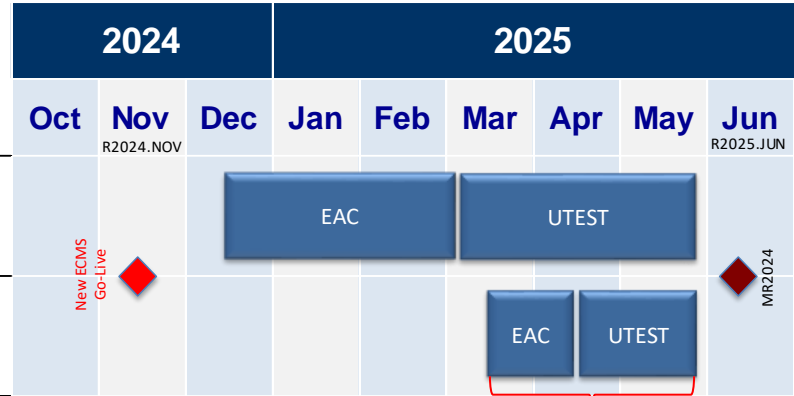 2024
2025
Oct
Nov
Dec
Jan
Feb
Mar
Apr
May
Jun
R2024.NOV
R2025.JUN
EAC
UTEST
New ECMS
Go-Live
MR2024
EAC
UTEST